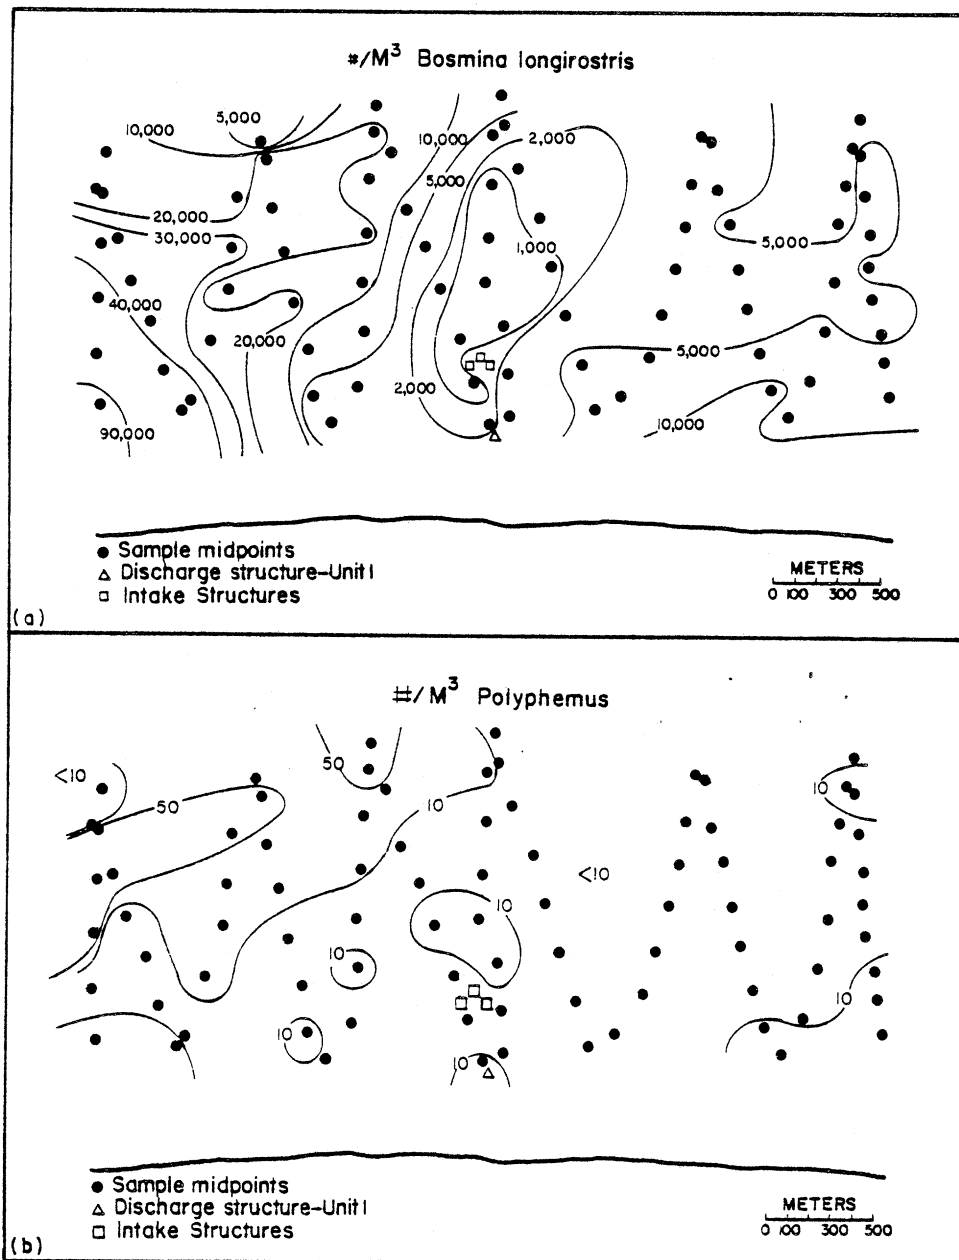 #/M³ Bosmina longirostris
5,000
10,000
10,000
2,000
5,000
20,000
30,000
1,000
5,000
40,000
20,000
5,000
2,000
10,000
90,000
● Sample midpoints
△ Discharge structure-Unit 1
□ Intake Structures
METERS
0 100 300 500
(a)
#/M³ Polyphemus
<10
50
50
10
10
<10
10
10
10
10
10
● Sample midpoints
△ Discharge structure-Unit 1
□ Intake Structures
METERS
0 100 300 500
(b)